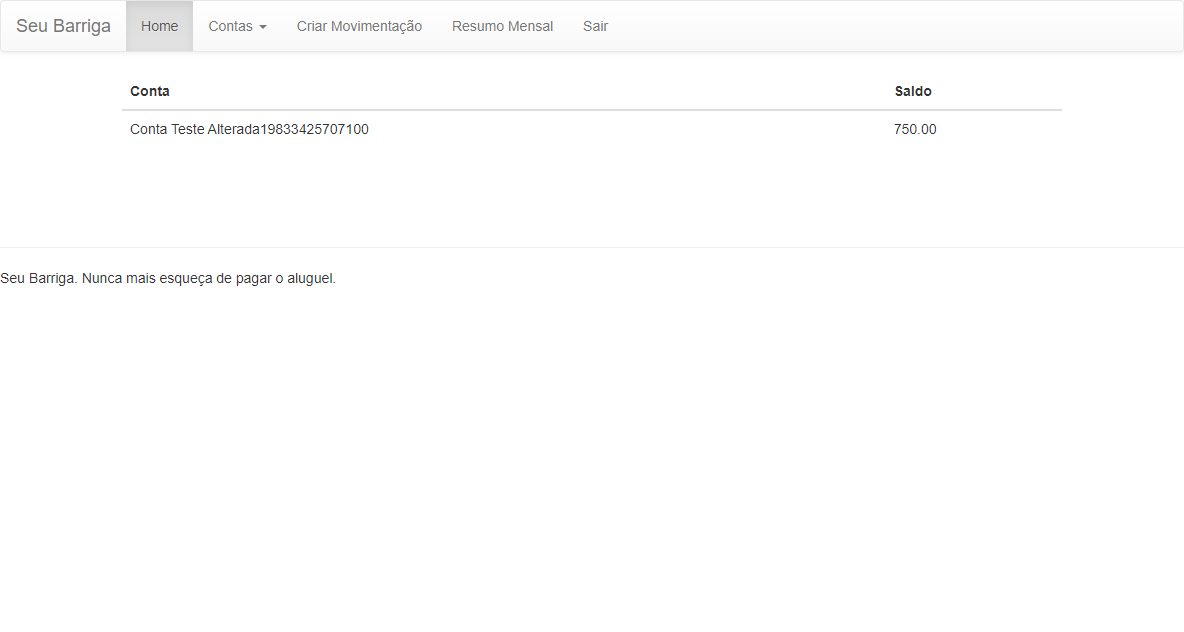 Seu Barriga Home Contas Criar Movimentação Resumo Mensal Sair
Conta Saldo
Conta Teste Alterada19833425707100 750.00
Seu Barriga. Nunca mais esqueça de pagar o aluguel.